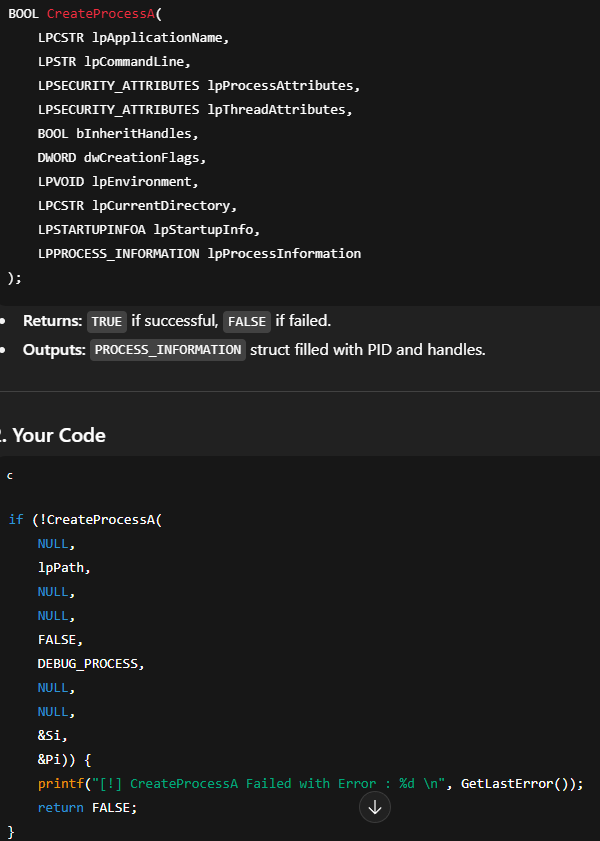 BOOL CreateProcessA(
    LPCSTR lpApplicationName,
    LPSTR lpCommandLine,
    LPSECURITY_ATTRIBUTES lpProcessAttributes,
    LPSECURITY_ATTRIBUTES lpThreadAttributes,
    BOOL bInheritHandles,
    DWORD dwCreationFlags,
    LPVOID lpEnvironment,
    LPCSTR lpCurrentDirectory,
    LPSTARTUPINFOA lpStartupInfo,
    LPPROCESS_INFORMATION lpProcessInformation
);
• Returns: TRUE if successful, FALSE if failed.
• Outputs: PROCESS_INFORMATION struct filled with PID and handles.
2. Your Code
c
if (!CreateProcessA(
    NULL,
    lpPath,
    NULL,
    NULL,
    FALSE,
    DEBUG_PROCESS,
    NULL,
    NULL,
    &Si,
    &Pi)) {
    printf("[!] CreateProcessA Failed with Error : %d \n", GetLastError());
    return FALSE;
}